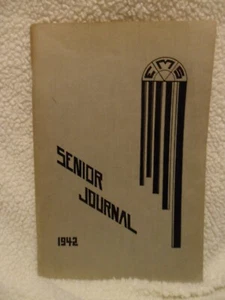 EMS
SENIOR
JOURNAL
1942